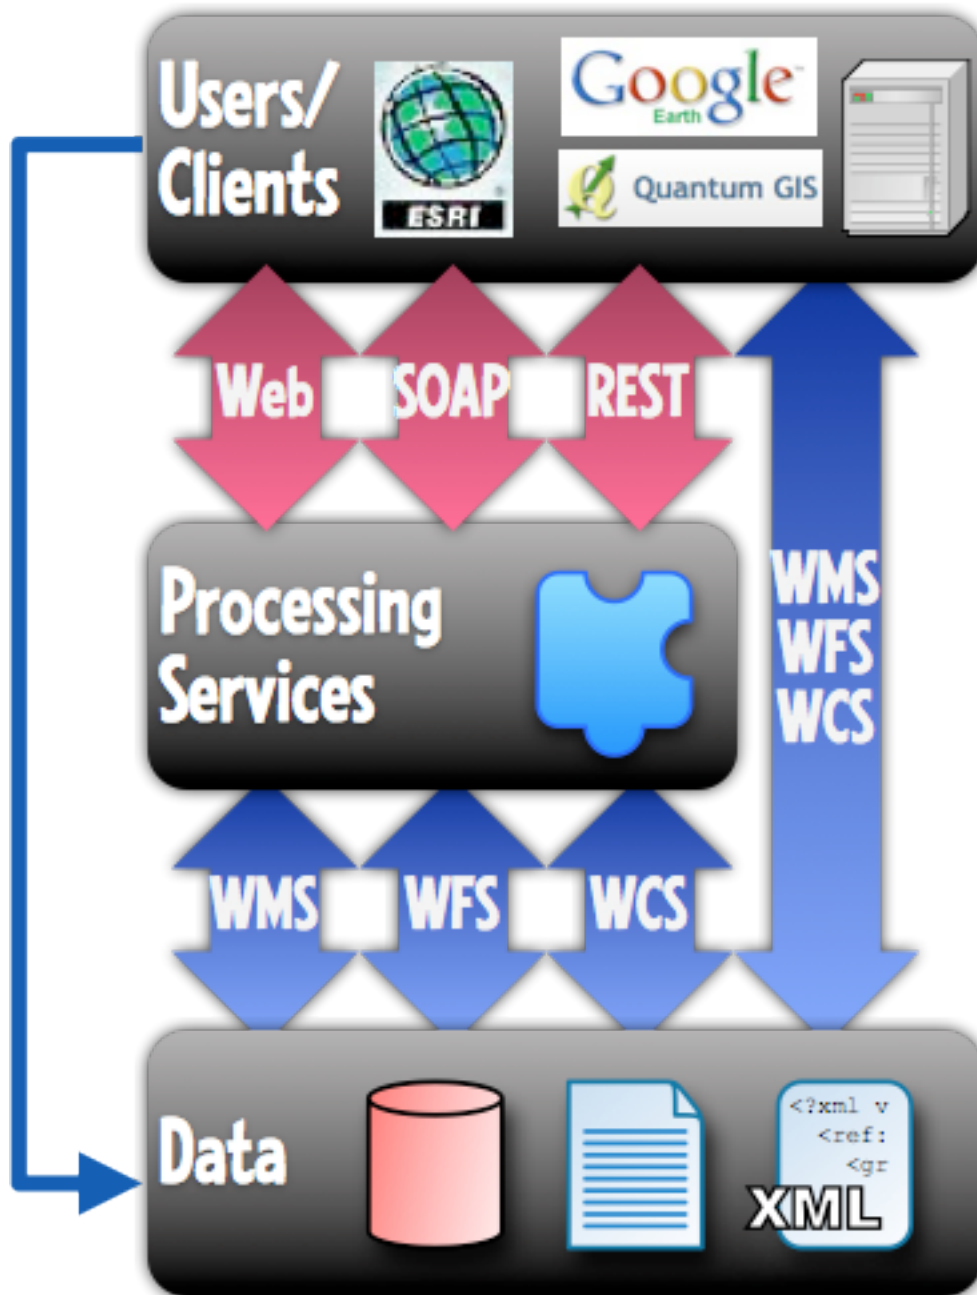 Users/
Clients
ESRI
Google™
Earth
Quantum GIS
Web
SOAP
REST
Processing
Services
WMS
WFS
WCS
WMS
WFS
WCS
Data
<?xml v
<ref:
<gr
XML